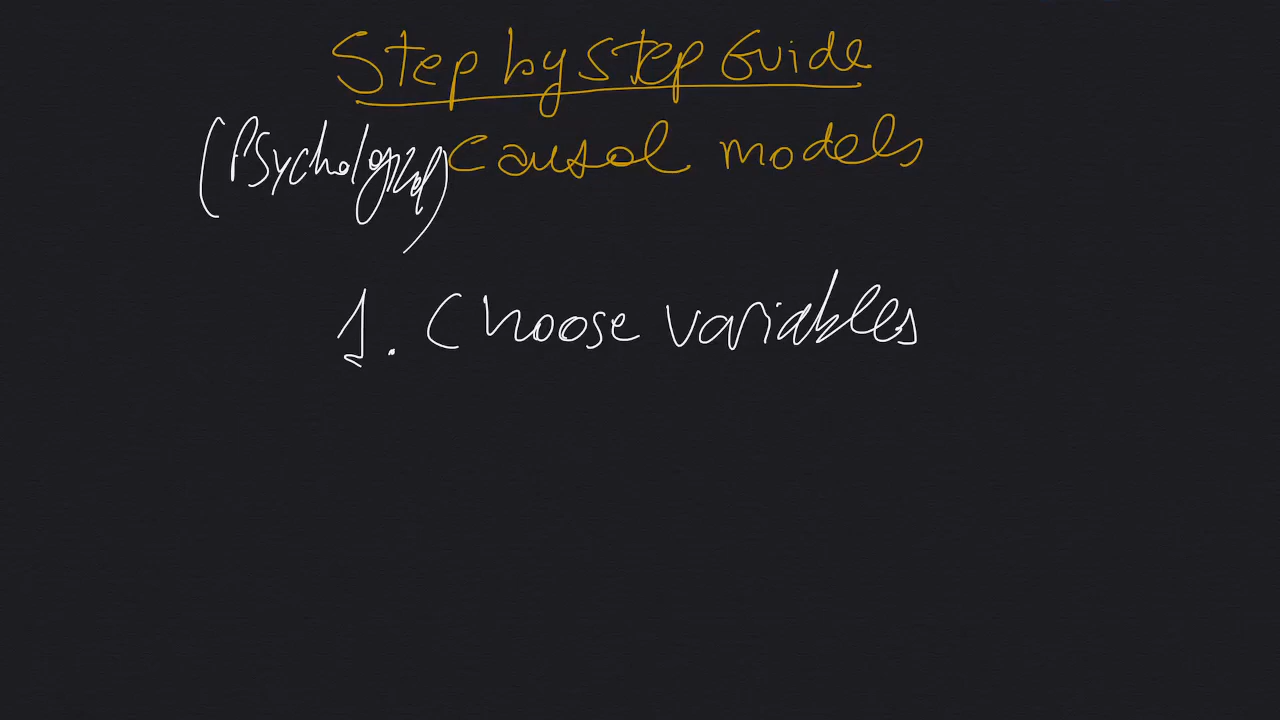 Step by Step Guide
(Psychological) causal models
1. Choose variables